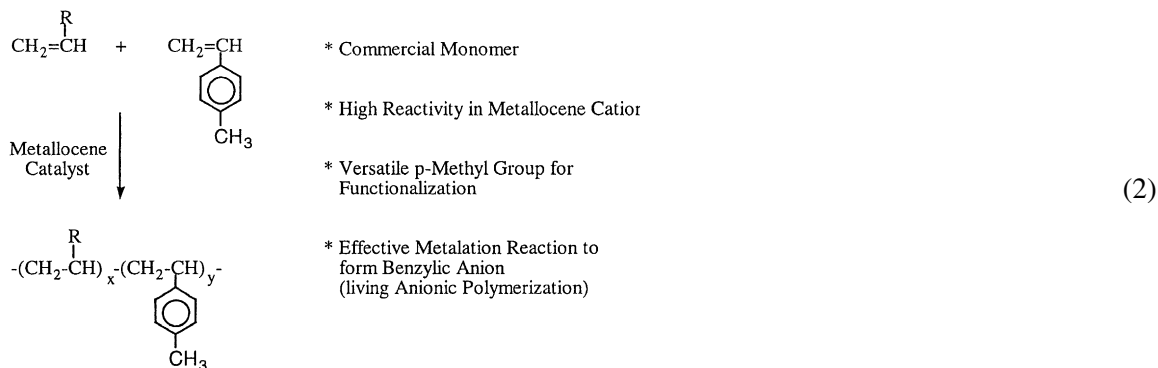 R
CH2=CH + CH2=CH
CH3
* Commercial Monomer
* High Reactivity in Metallocene Cation
* Versatile p-Methyl Group for
Functionalization
* Effective Metalation Reaction to
form Benzylic Anion
(living Anionic Polymerization)
Metallocene
Catalyst
R
-(CH2-CH)x-(CH2-CH)y-
CH3
(2)